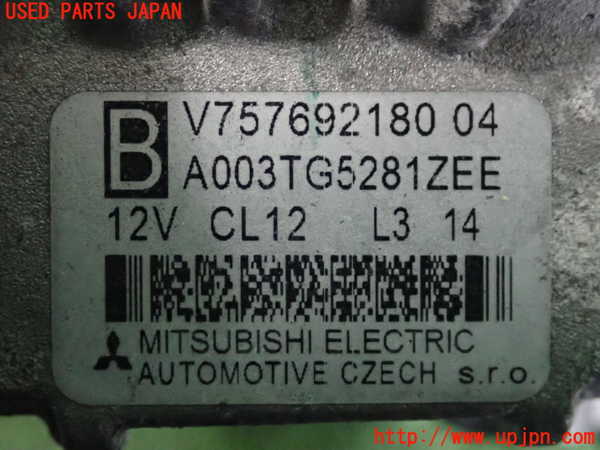 USED PARTS JAPAN
B V757692180 04
A003TG5281ZEE
12V CL12 L3 14
MITSUBISHI ELECTRIC
AUTOMOTIVE CZECH s.r.o.
http://www.upjpn.com/